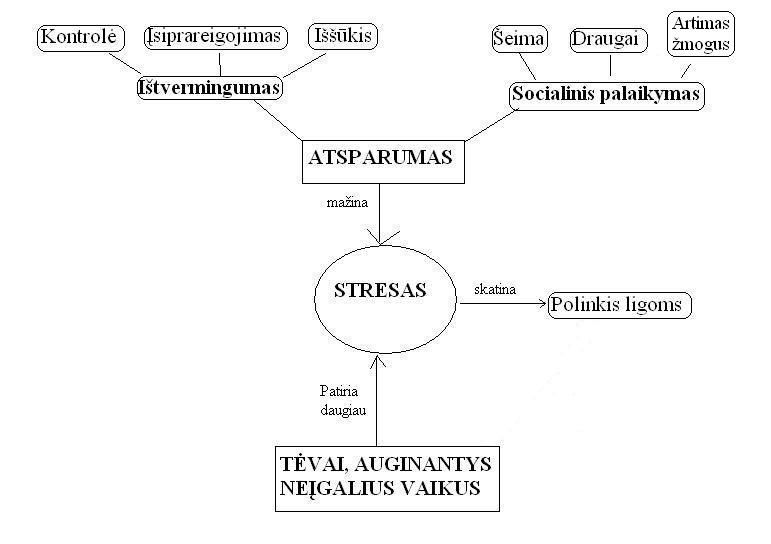 Kontrolė
Įsiprareigojimas
Iššūkis
Šeima
Draugai
Artimas
žmogus
Ištvermingumas
Socialinis palaikymas
ATSPARUMAS
mažina
STRESAS
skatina
Polinkis ligoms
Patiria
daugiau
TĖVAI, AUGINANTYS
NEĮGALIUS VAIKUS